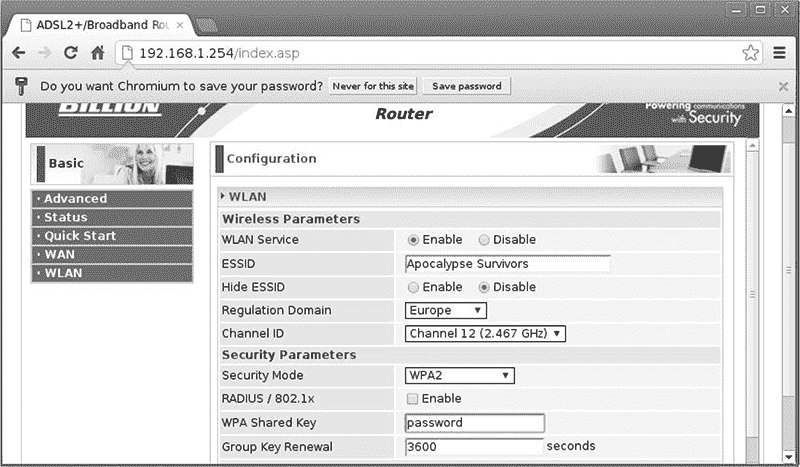 ADSL2+/Broadband Rou
192.168.1.254/index.asp
Do you want Chromium to save your password? Never for this site Save password
BILLION
Router
Powering communications
with Security
Basic
Configuration
· Advanced
· Status
· Quick Start
· WAN
· WLAN
WLAN
Wireless Parameters
WLAN Service Enable Disable
ESSID Apocalypse Survivors
Hide ESSID Enable Disable
Regulation Domain Europe
Channel ID Channel 12 (2.467 GHz)
Security Parameters
Security Mode WPA2
RADIUS / 802.1x Enable
WPA Shared Key password
Group Key Renewal 3600 seconds